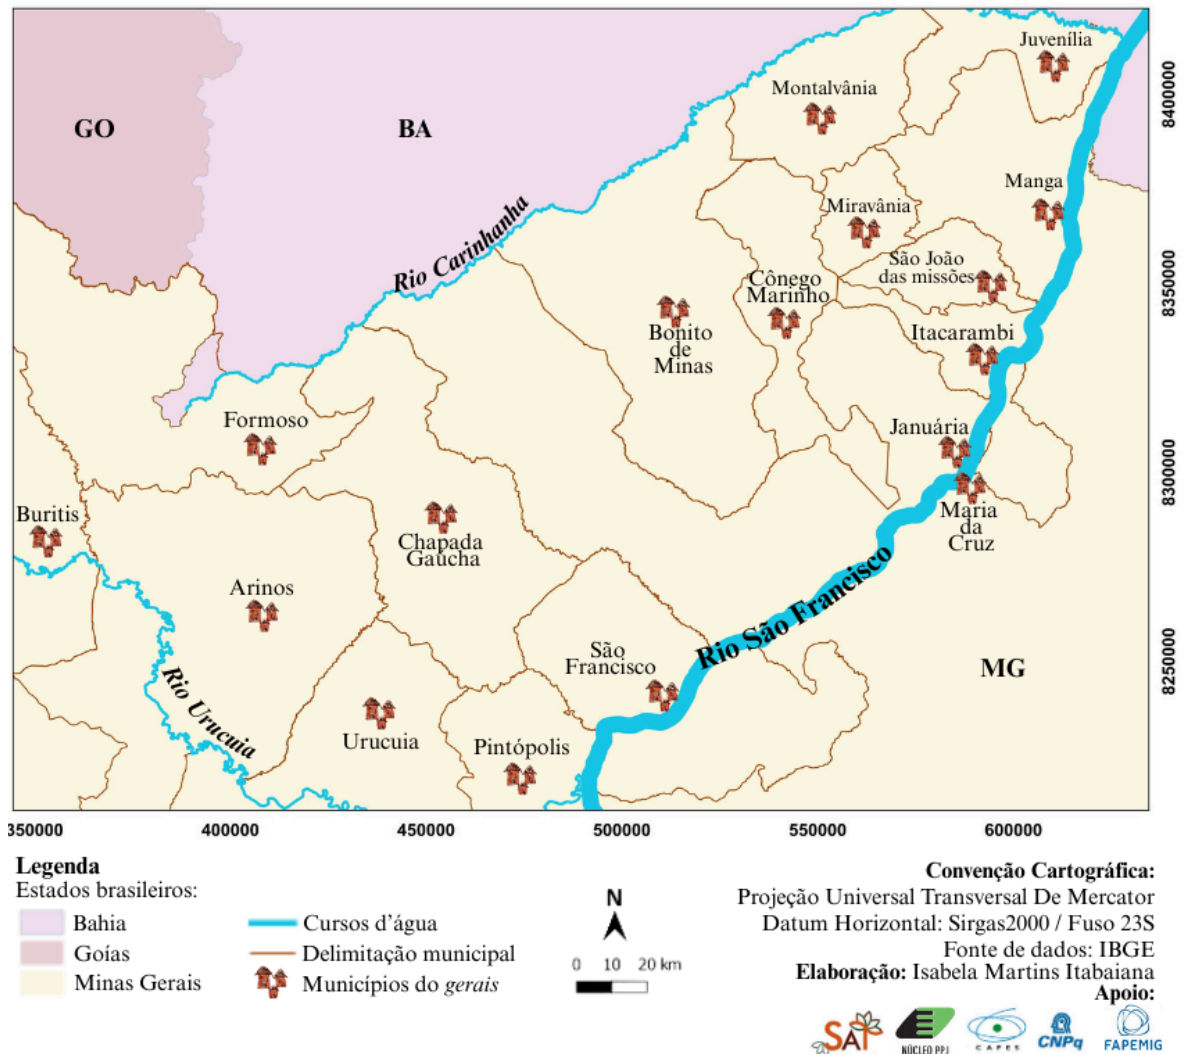 Juvenília
Montalvânia
GO
BA
Manga
Miravânia
Rio Carinhanha
São João
das missões
Cônego
Marinho
Itacarambi
Bonito
de
Minas
Formoso
Januária
Buritis
Maria
da
Cruz
Chapada
Gaúcha
Arinos
Rio São Francisco
São
Francisco
MG
Rio Urucuia
Urucuia
Pintópolis
8400000
8350000
8300000
8250000
350000 400000 450000 500000 550000 600000
Legenda
Estados brasileiros:
Bahia
Goías
Minas Gerais
Cursos d'água
Delimitação municipal
Municípios do gerais
N
0 10 20 km
Convenção Cartográfica:
Projeção Universal Transversal De Mercator
Datum Horizontal: Sirgas2000 / Fuso 23S
Fonte de dados: IBGE
Elaboração: Isabela Martins Itabaiana
Apoio:
SAP
NÚCLEO PPJ
CAPES
CNPq
FAPEMIG